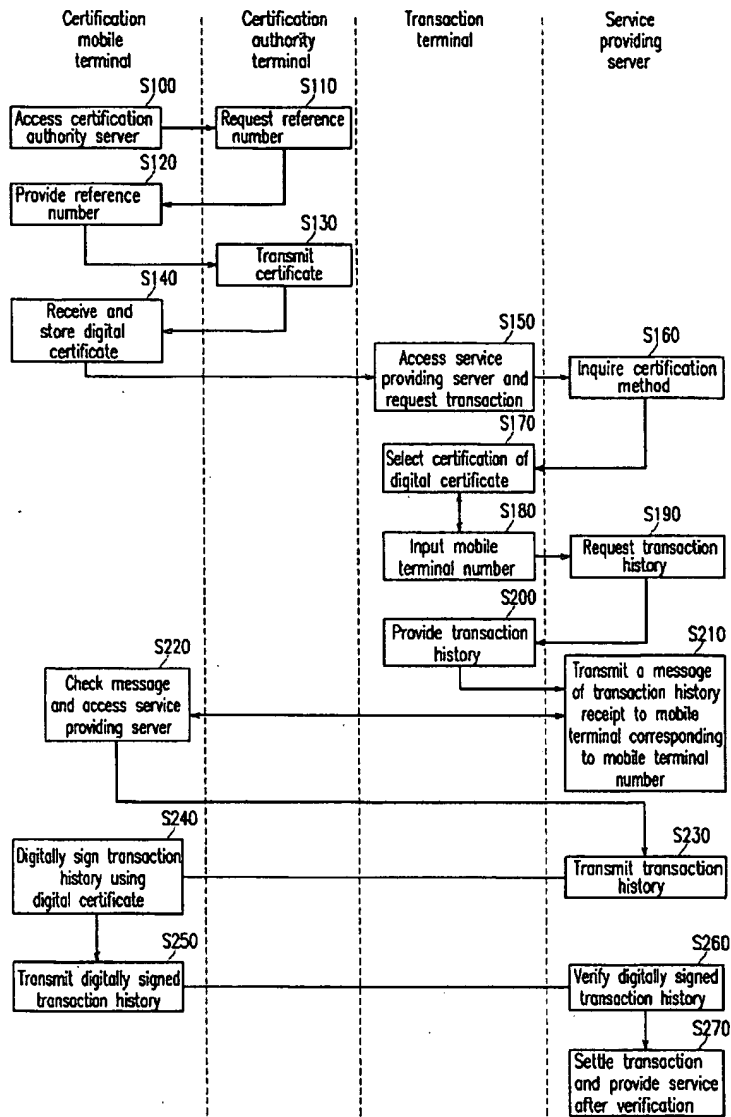 Certification
mobile
terminal
Certification
authority
terminal
Transaction
terminal
Service
providing
server
S100
Access certification
authority server
S110
Request reference
number
S120
Provide reference
number
S130
Transmit
certificate
S140
Receive and
store digital
certificate
S150
Access service
providing server and
request transaction
S160
Inquire certification
method
S170
Select certification of
digital certificate
S180
Input mobile
terminal number
S190
Request transaction
history
S200
Provide transaction
history
S210
Transmit a message
of transaction history
receipt to mobile
terminal corresponding
to mobile terminal
number
S220
Check message
and access service
providing server
S230
Transmit transaction
history
S240
Digitally sign transaction
history using
digital certificate
S250
Transmit digitally signed
transaction history
S260
Verify digitally signed
transaction history
S270
Settle transaction
and provide service
after verification